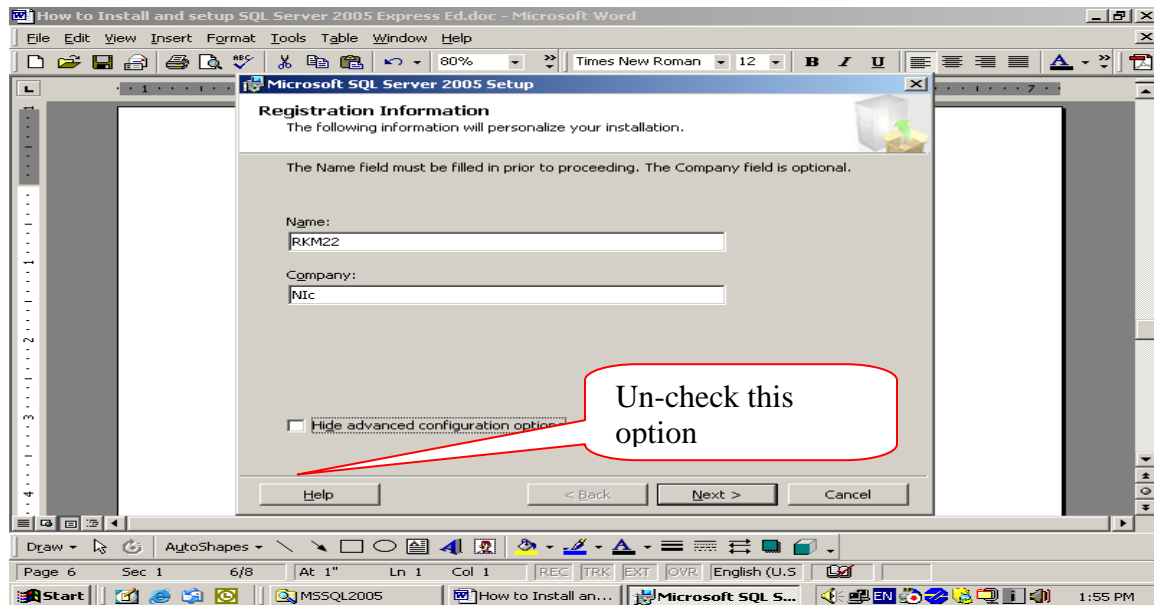 How to Install and setup SQL Server 2005 Express Ed.doc - Microsoft Word
File Edit View Insert Format Tools Table Window Help
80% Times New Roman 12 B I U A
1 7
Microsoft SQL Server 2005 Setup
Registration Information
The following information will personalize your installation.
The Name field must be filled in prior to proceeding. The Company field is optional.
Name:
RKM22
Company:
NIc
Hide advanced configuration option
Un-check this
option
Help < Back Next > Cancel
Draw AutoShapes
Page 6 Sec 1 6/8 At 1" Ln 1 Col 1 REC TRK EXT OVR English (U.S
Start MSSQL2005 How to Install an... Microsoft SQL S... EN 1:55 PM